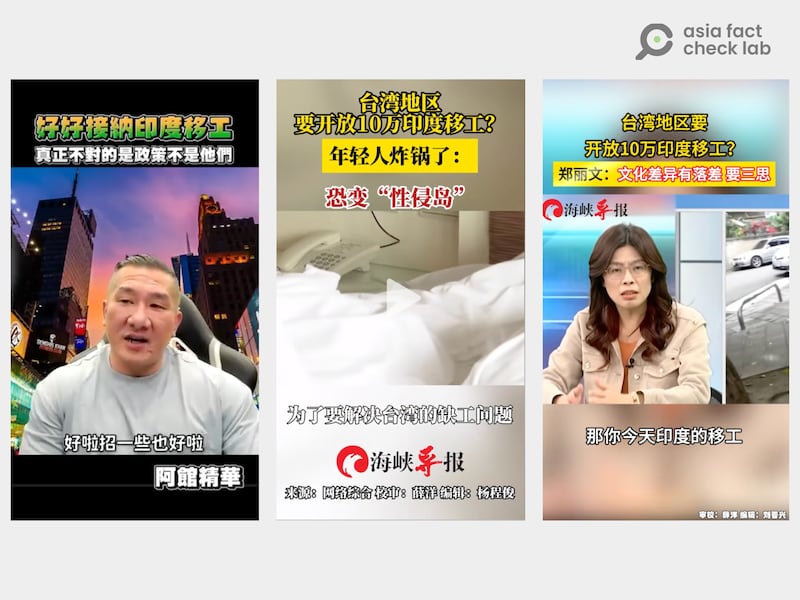 asia fact
check lab
好好接納印度移工
真正不對的是政策不是他們
好啦招一些也好啦
阿館精華
台湾地区
要开放10万印度移工?
年轻人炸锅了:
恐变“性侵岛”
为了要解决台湾的缺工问题
海峡导报
来源:网络综合 校审:薛洋 编辑:杨程俊
台湾地区要
开放10万印度移工?
郑丽文:文化差异有落差 要三思
海峡导报
那你今天印度的移工
审校:薛洋 编辑:刘晋兴